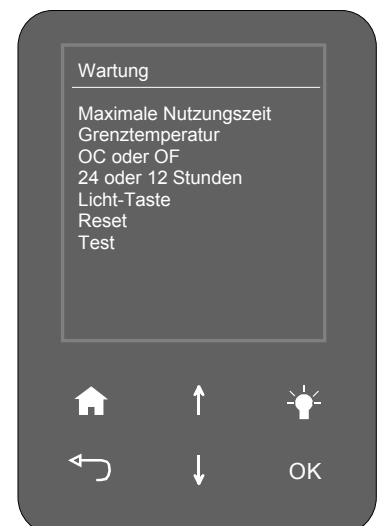 Wartung
Maximale Nutzungszeit
Grenztemperatur
OC oder OF
24 oder 12 Stunden
Licht-Taste
Reset
Test
OK